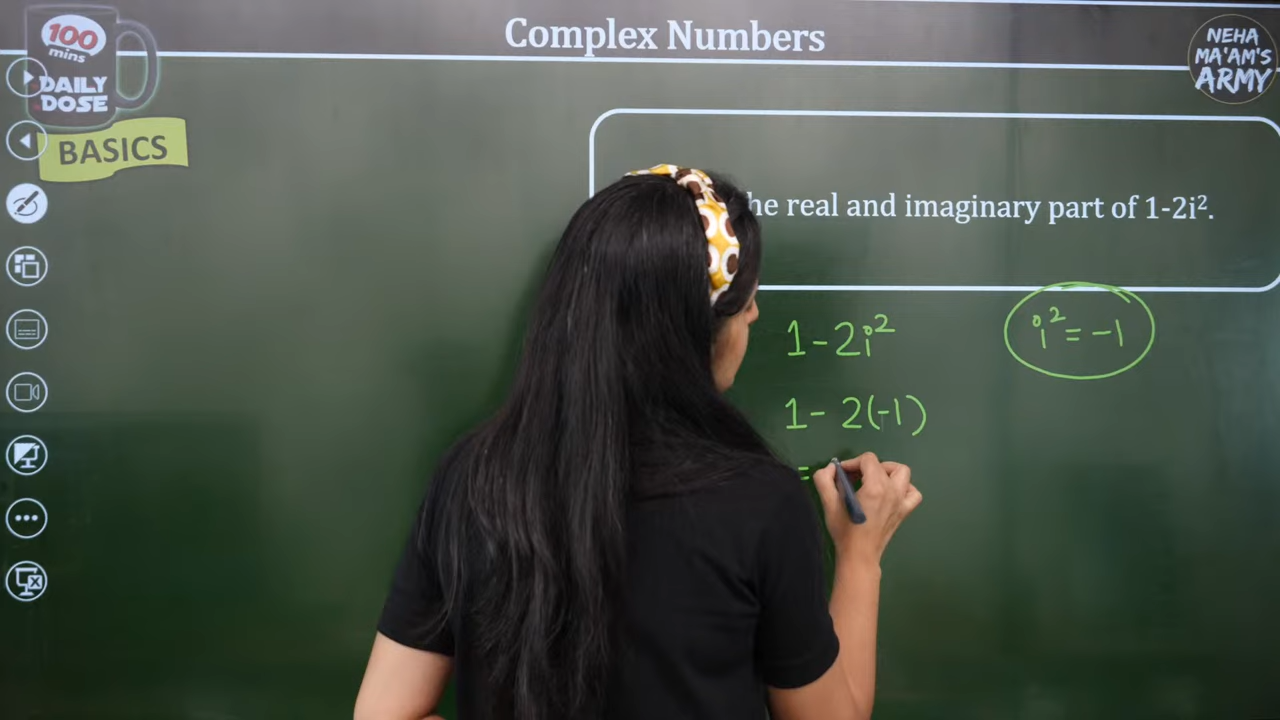 Complex Numbers
100
mins
DAILY
DOSE
BASICS
NEHA
MA'AM'S
ARMY
he real and imaginary part of 1-2i².
1-2i²
i²=-1
1-2(-1)
=